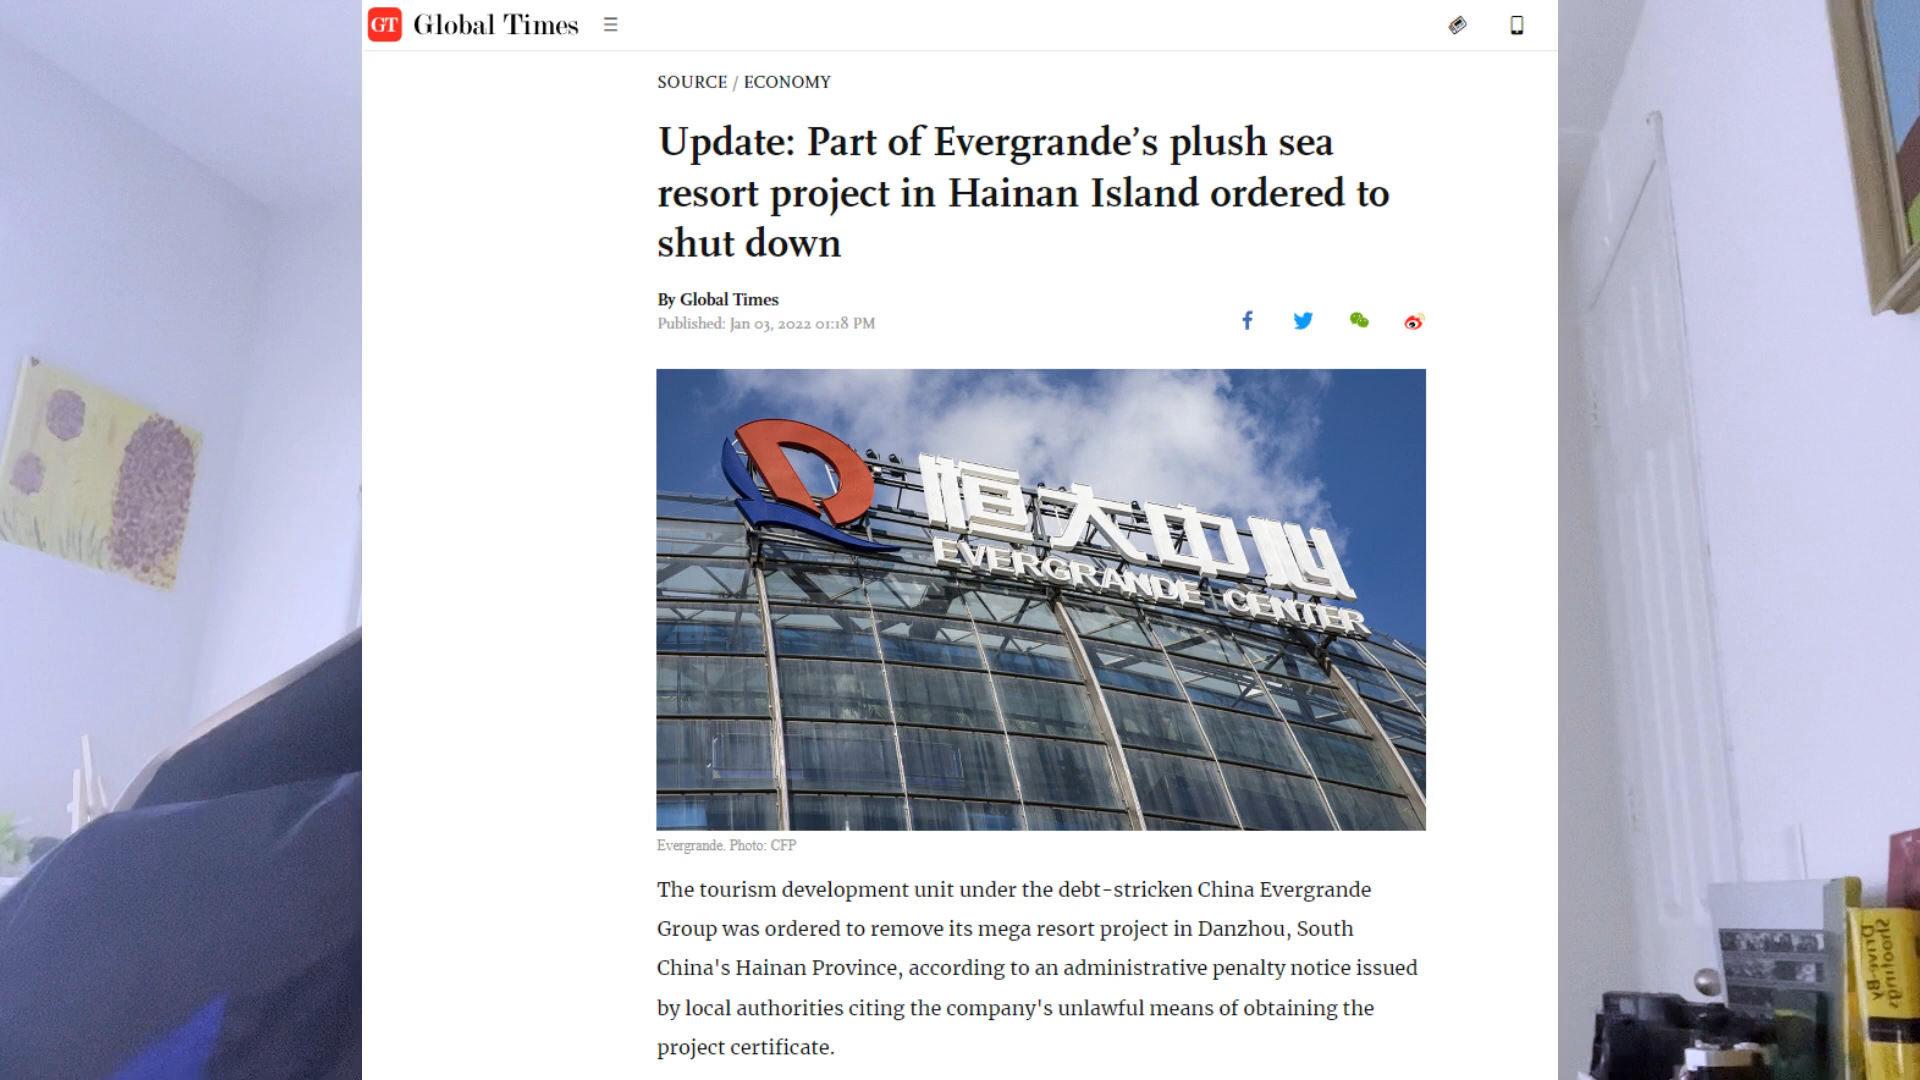 GT Global Times
SOURCE / ECONOMY
Update: Part of Evergrande's plush sea
resort project in Hainan Island ordered to
shut down
By Global Times
Published: Jan 03, 2022 01:18 PM
恒大中心
EVERGRANDE CENTER
Evergrande. Photo: CFP
The tourism development unit under the debt-stricken China Evergrande
Group was ordered to remove its mega resort project in Danzhou, South
China's Hainan Province, according to an administrative penalty notice issued
by local authorities citing the company's unlawful means of obtaining the
project certificate.
Drive-By
Shootings